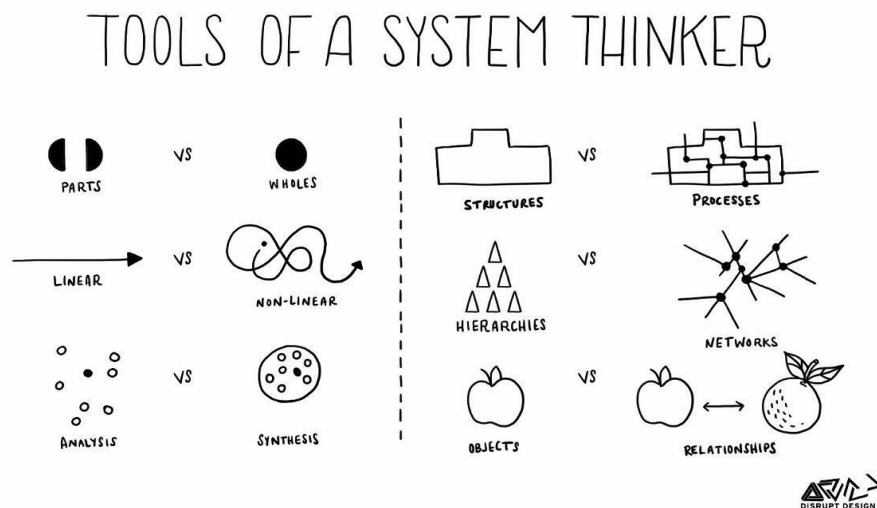 TOOLS OF A SYSTEM THINKER
PARTS VS WHOLES
LINEAR VS NON-LINEAR
ANALYSIS VS SYNTHESIS
STRUCTURES VS PROCESSES
HIERARCHIES VS NETWORKS
OBJECTS VS RELATIONSHIPS
DISRUPT DESIGN